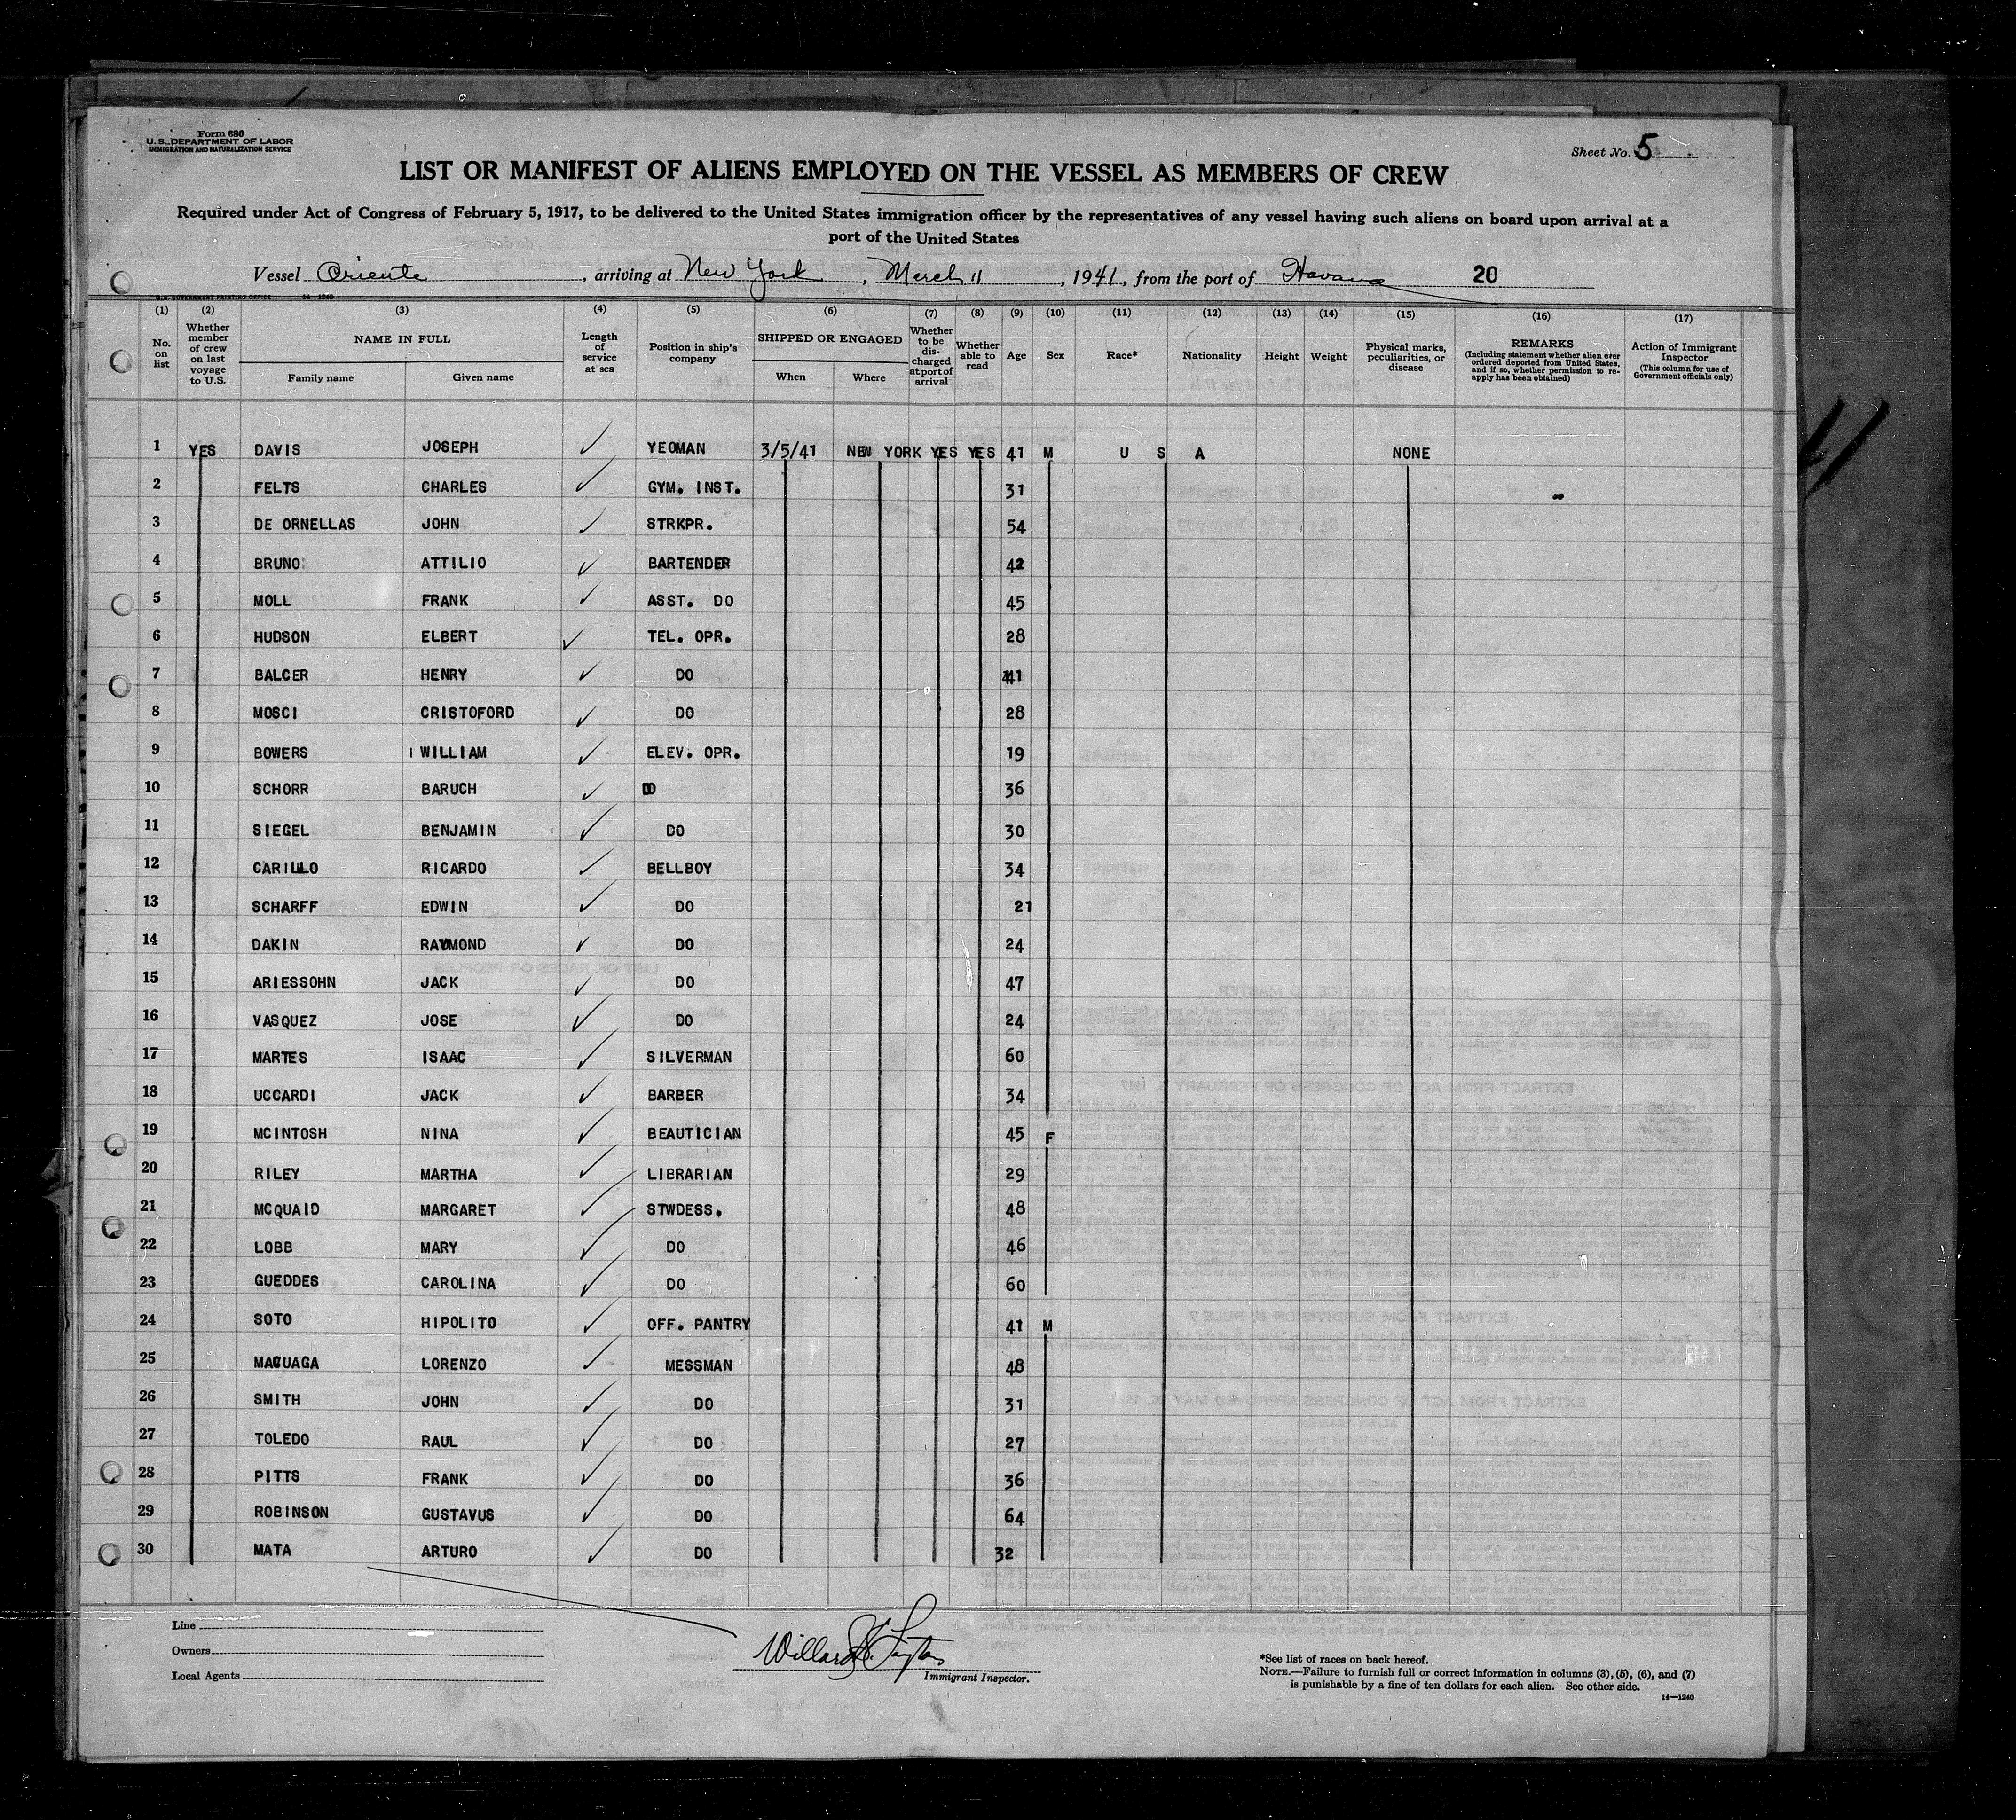 Form 680
U.S. DEPARTMENT OF LABOR
IMMIGRATION AND NATURALIZATION SERVICE
Sheet No. 5
LIST OR MANIFEST OF ALIENS EMPLOYED ON THE VESSEL AS MEMBERS OF CREW
Required under Act of Congress of February 5, 1917, to be delivered to the United States immigration officer by the representatives of any vessel having such aliens on board upon arrival at a
port of the United States
Vessel Oriente, arriving at New York, March 11, 1941, from the port of Havana 20
U.S. GOVERNMENT PRINTING OFFICE 14-1240
(1) (2) (3) (4) (5) (6) (7) (8) (9) (10) (11) (12) (13) (14) (15) (16) (17)
No. on list
Whether member of crew on last voyage to U.S.
NAME IN FULL
Family name
Given name
Length of service at sea
Position in ship's company
SHIPPED OR ENGAGED
When
Where
Whether to be discharged at port of arrival
Whether able to read
Age
Sex
Race*
Nationality
Height
Weight
Physical marks, peculiarities, or disease
REMARKS
(Including statement whether alien ever ordered deported from United States, and if so, whether permission to re-apply has been obtained)
Action of Immigrant Inspector
(This column for use of Government officials only)
1 YES DAVIS JOSEPH YEOMAN 3/5/41 NEW YORK YES YES 41 M U S A NONE
2 FELTS CHARLES GYM. INST. 31
3 DE ORNELLAS JOHN STRKPR. 54
4 BRUNO ATTILIO BARTENDER 42
5 MOLL FRANK ASST. DO 45
6 HUDSON ELBERT TEL. OPR. 28
7 BALCER HENRY DO 41
8 MOSCI CRISTOFORD DO 28
9 BOWERS WILLIAM ELEV. OPR. 19
10 SCHORR BARUCH DO 36
11 SIEGEL BENJAMIN DO 30
12 CARILLO RICARDO BELLBOY 34
13 SCHARFF EDWIN DO 21
14 DAKIN RAYMOND DO 24
15 ARIESSOHN JACK DO 47
16 VASQUEZ JOSE DO 24
17 MARTES ISAAC SILVERMAN 60
18 UCCARDI JACK BARBER 34
19 MCINTOSH NINA BEAUTICIAN 45 F
20 RILEY MARTHA LIBRARIAN 29
21 MCQUAID MARGARET STWDESS. 48
22 LOBB MARY DO 46
23 GUEDDES CAROLINA DO 60
24 SOTO HIPOLITO OFF. PANTRY 41 M
25 MACUAGA LORENZO MESSMAN 48
26 SMITH JOHN DO 31
27 TOLEDO RAUL DO 27
28 PITTS FRANK DO 36
29 ROBINSON GUSTAVUS DO 64
30 MATA ARTURO DO 32
Line
Owners
Local Agents
Immigrant Inspector.
*See list of races on back hereof.
NOTE.—Failure to furnish full or correct information in columns (3), (5), (6), and (7)
is punishable by a fine of ten dollars for each alien. See other side.
14—1240